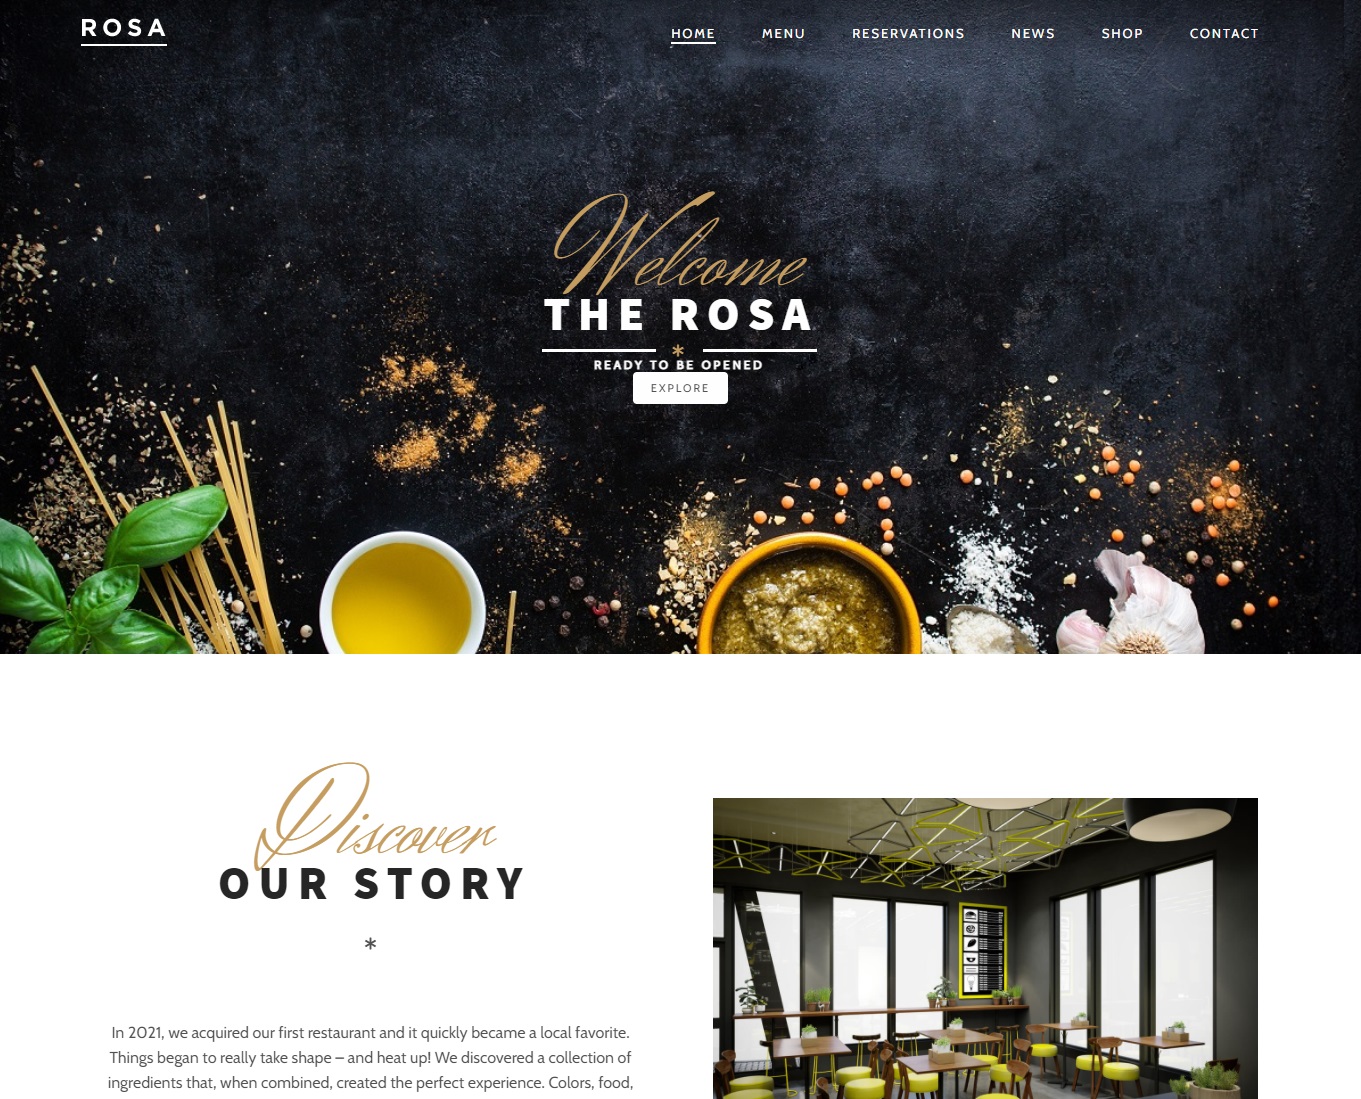 ROSA
HOME MENU RESERVATIONS NEWS SHOP CONTACT
Welcome
THE ROSA
*
READY TO BE OPENED
EXPLORE
Discover
OUR STORY
*
In 2021, we acquired our first restaurant and it quickly became a local favorite.
Things began to really take shape – and heat up! We discovered a collection of
ingredients that, when combined, created the perfect experience. Colors, food,